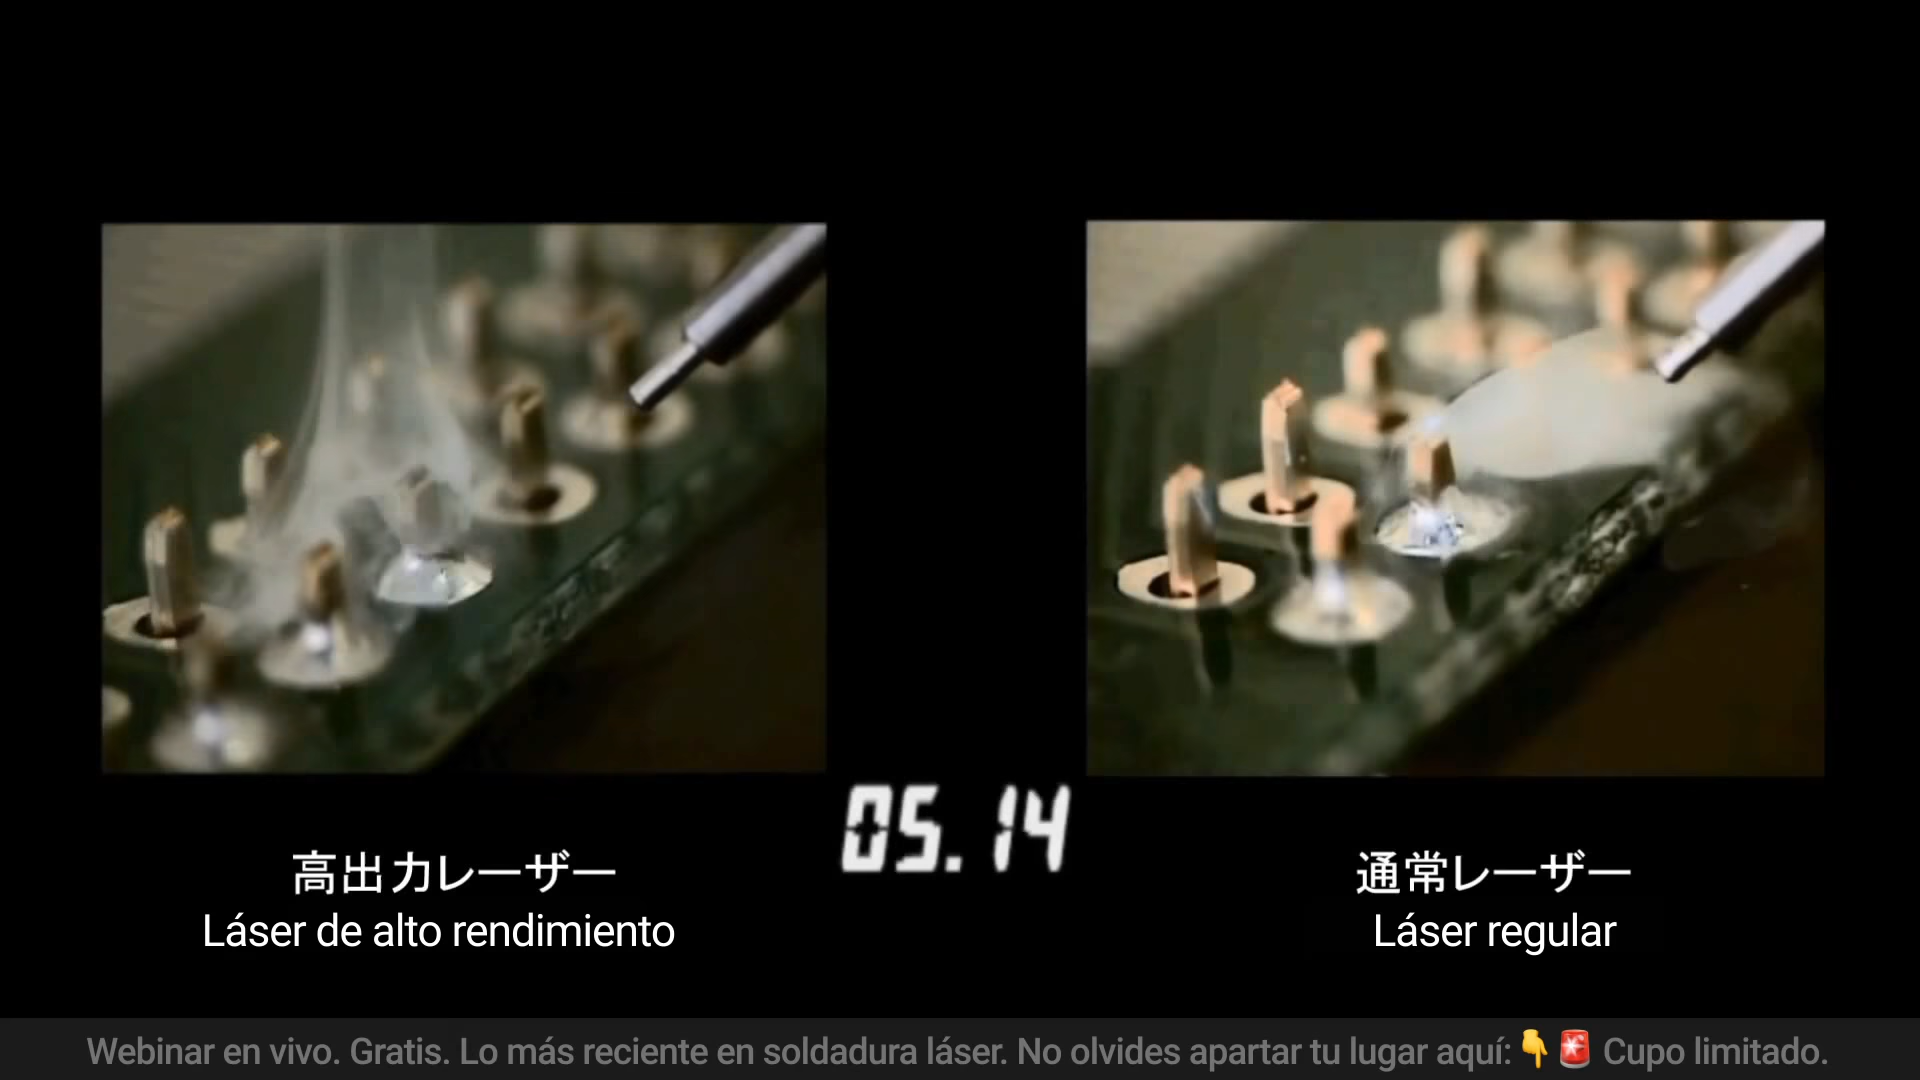 05.14
高出力レーザー
Láser de alto rendimiento
通常レーザー
Láser regular
Webinar en vivo. Gratis. Lo más reciente en soldadura láser. No olvides apartar tu lugar aquí:👇🚨 Cupo limitado.